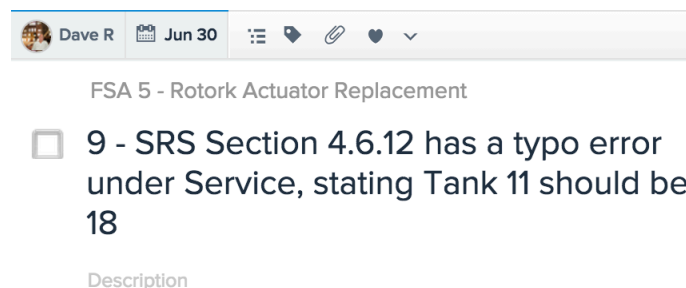 Dave R Jun 30
FSA 5 - Rotork Actuator Replacement
9 - SRS Section 4.6.12 has a typo error
under Service, stating Tank 11 should be
18
Description